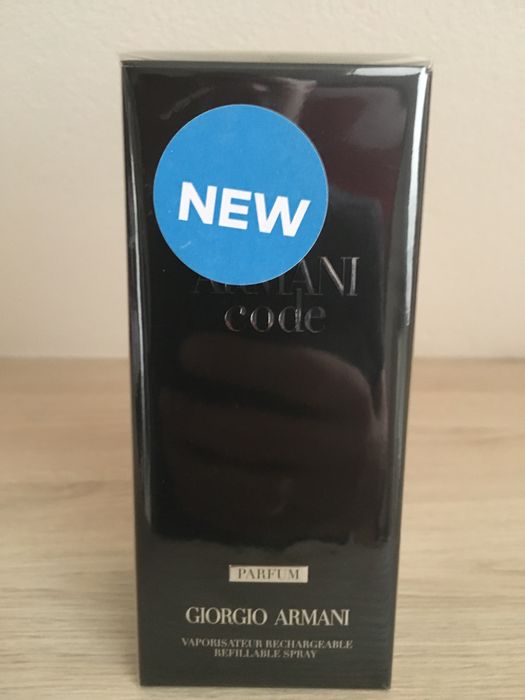 NEW
ARMANI
code
PARFUM
GIORGIO ARMANI
VAPORISATEUR RECHARGEABLE
REFILLABLE SPRAY